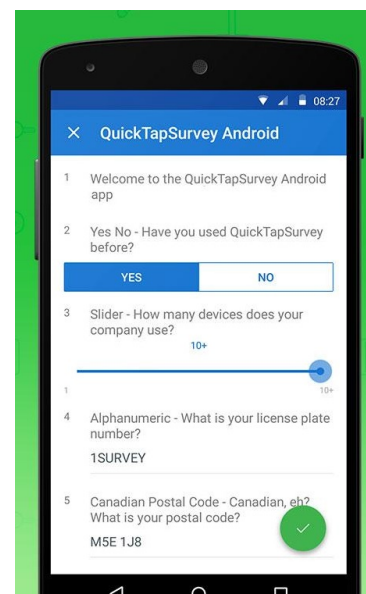 08:27
QuickTapSurvey Android
1 Welcome to the QuickTapSurvey Android
app
2 Yes No - Have you used QuickTapSurvey
before?
YES NO
3 Slider - How many devices does your
company use?
10+
1 10+
4 Alphanumeric - What is your license plate
number?
1SURVEY
5 Canadian Postal Code - Canadian, eh?
What is your postal code?
M5E 1J8